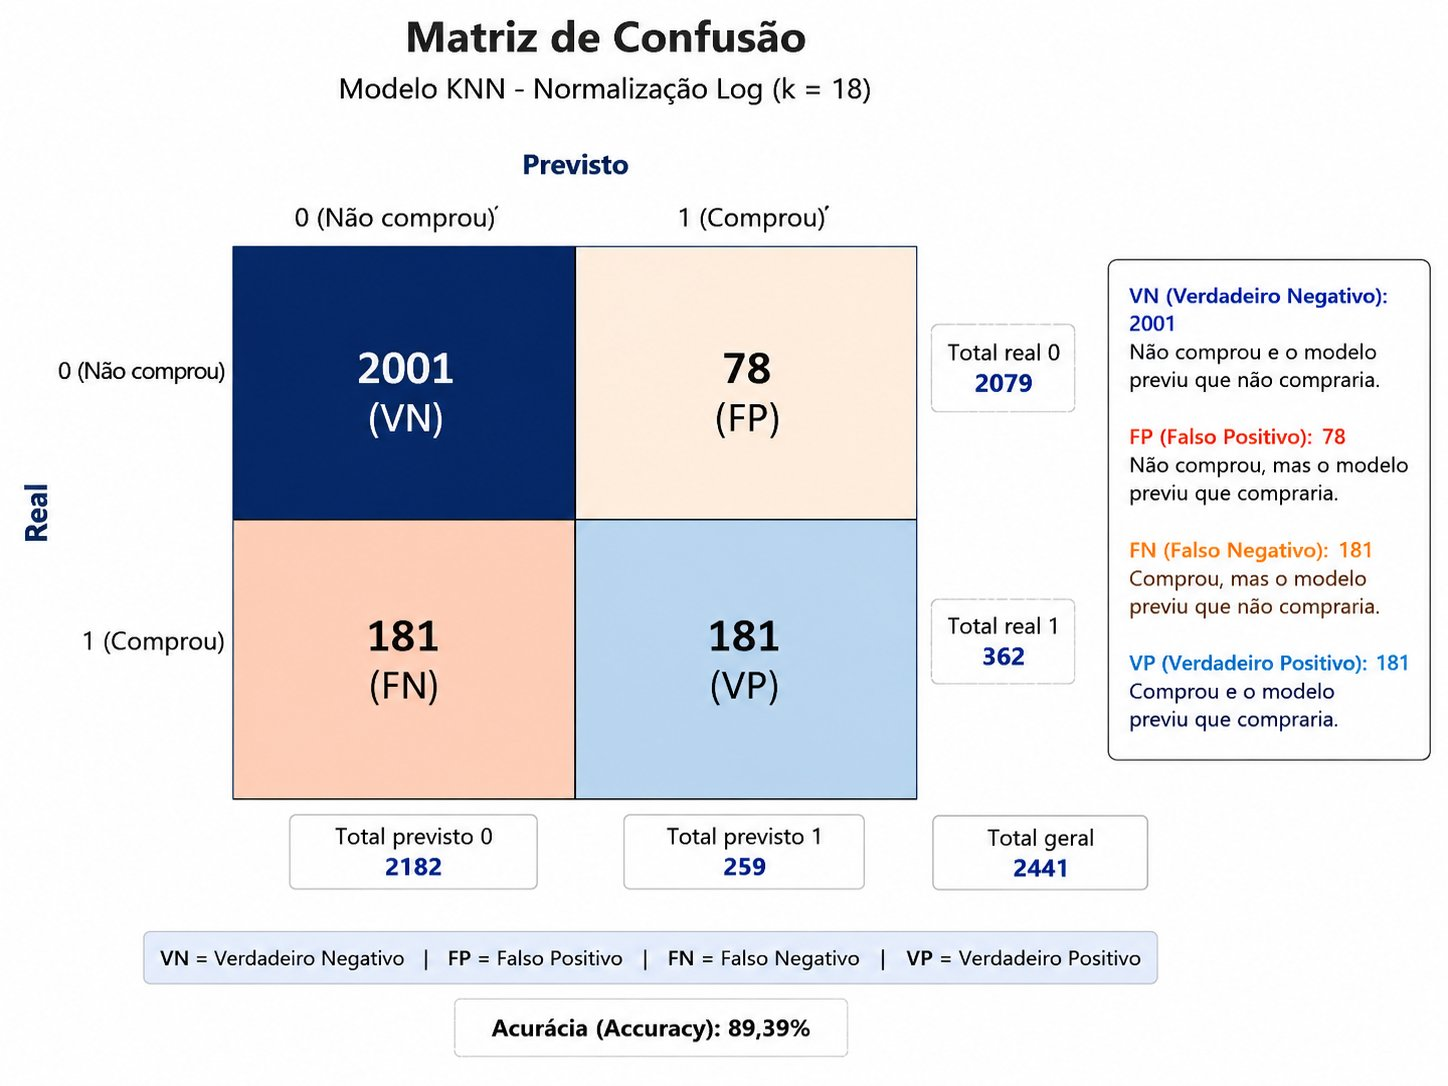 Matriz de Confusão
Modelo KNN - Normalização Log (k = 18)
Previsto
0 (Não comprou)´
1 (Comprou)´
Real
0 (Não comprou)
2001
(VN)
78
(FP)
Total real 0
2079
1 (Comprou)
181
(FN)
181
(VP)
Total real 1
362
Total previsto 0
2182
Total previsto 1
259
Total geral
2441
VN (Verdadeiro Negativo):
2001
Não comprou e o modelo
previu que não compraria.
FP (Falso Positivo): 78
Não comprou, mas o modelo
previu que compraria.
FN (Falso Negativo): 181
Comprou, mas o modelo
previu que não compraria.
VP (Verdadeiro Positivo): 181
Comprou e o modelo
previu que compraria.
VN = Verdadeiro Negativo | FP = Falso Positivo | FN = Falso Negativo | VP = Verdadeiro Positivo
Acurácia (Accuracy): 89,39%